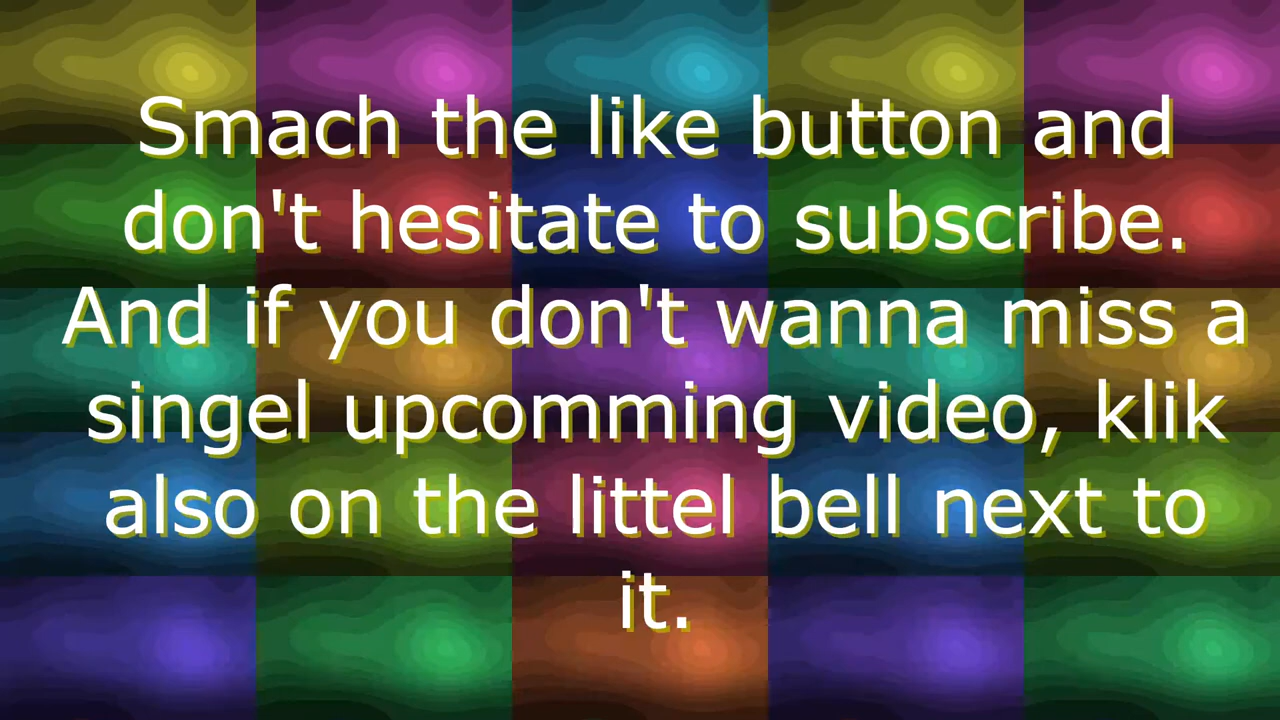 Smach the like button and
don't hesitate to subscribe.
And if you don't wanna miss a
singel upcomming video, klik
also on the littel bell next to
it.